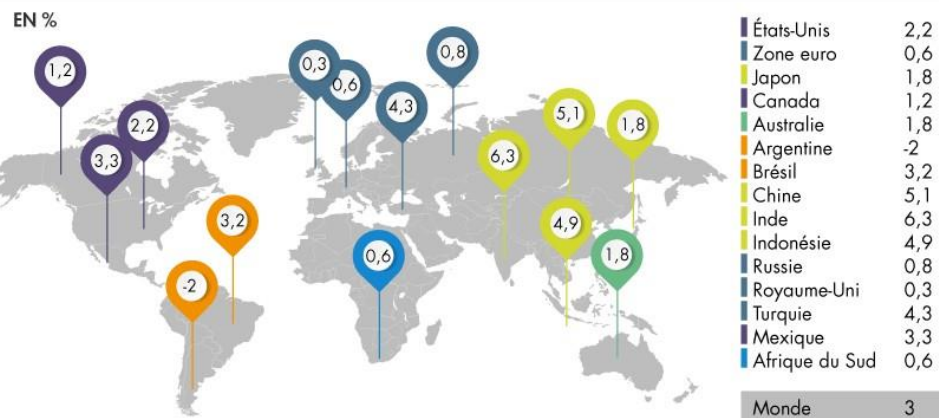 EN %
1,2
2,2
3,3
3,2
-2
0,3
0,6
4,3
0,8
0,6
6,3
5,1
1,8
4,9
1,8
États-Unis 2,2
Zone euro 0,6
Japon 1,8
Canada 1,2
Australie 1,8
Argentine -2
Brésil 3,2
Chine 5,1
Inde 6,3
Indonésie 4,9
Russie 0,8
Royaume-Uni 0,3
Turquie 4,3
Mexique 3,3
Afrique du Sud 0,6
Monde 3